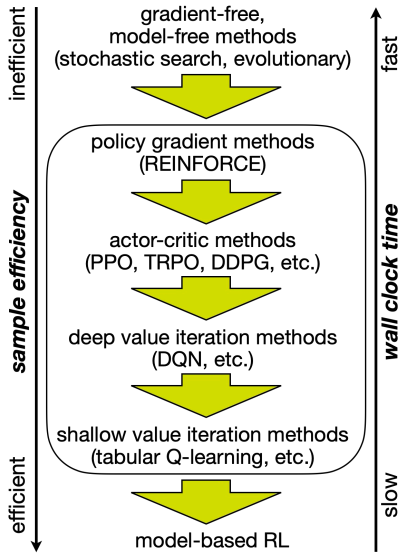 gradient-free,
model-free methods
(stochastic search, evolutionary)
policy gradient methods
(REINFORCE)
actor-critic methods
(PPO, TRPO, DDPG, etc.)
deep value iteration methods
(DQN, etc.)
shallow value iteration methods
(tabular Q-learning, etc.)
model-based RL
inefficient
sample efficiency
efficient
fast
wall clock time
slow